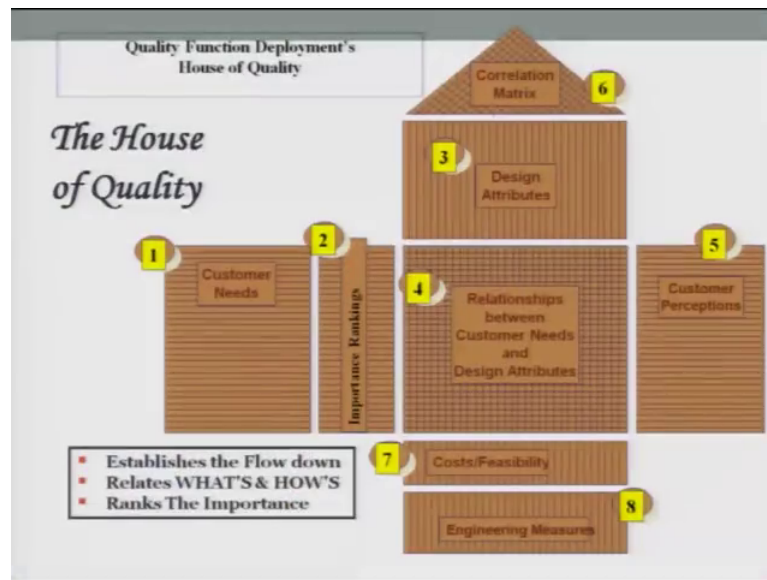 Quality Function Deployment's
House of Quality
The House
of Quality
Correlation
Matrix
6
3
Design
Attributes
1
Customer
Needs
2
Importance Rankings
4
Relationships
between
Customer Needs
and
Design Attributes
5
Customer
Perceptions
Establishes the Flow down
Relates WHAT'S & HOW'S
Ranks The Importance
7
Costs/Feasibility
8
Engineering Measures